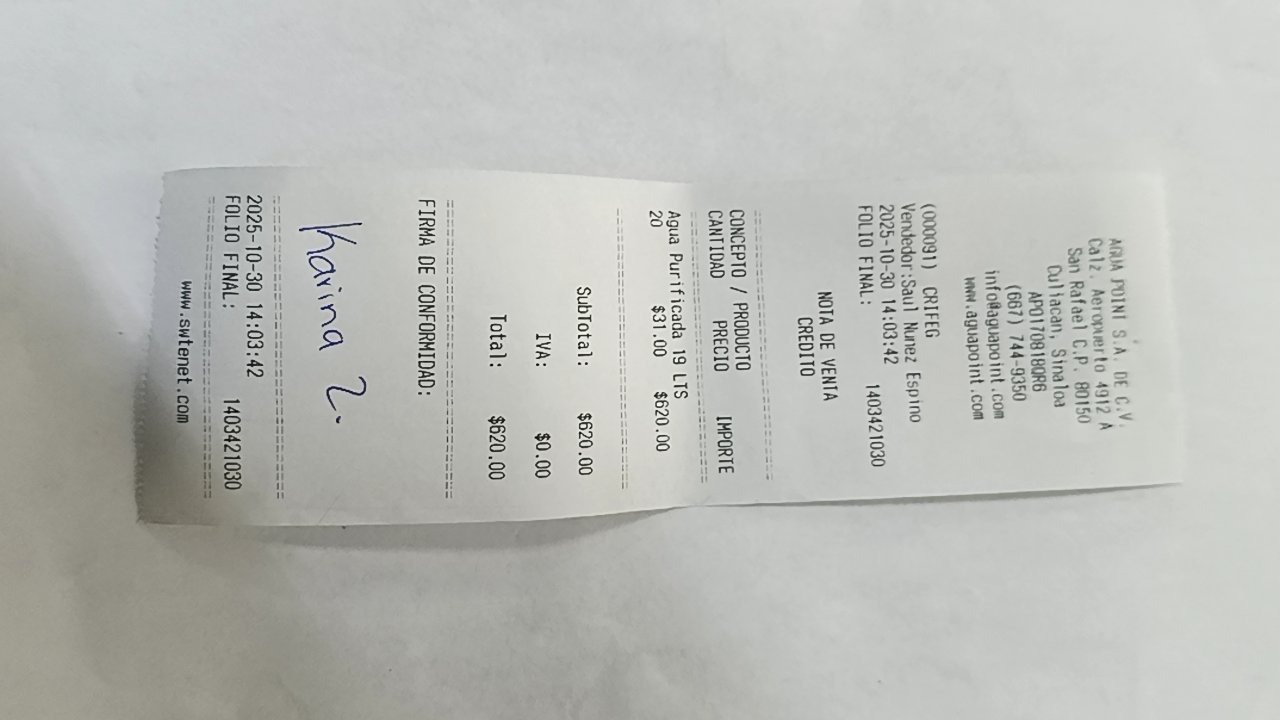 AGUA POINT S.A. DE C.V.
Calz. Aeropuerto 4912 A
San Rafael C.P. 80150
Culiacan, Sinaloa
APO170818DR6
(667) 744-9350
info@aguapoint.com
www.aguapoint.com
(000091) CRIFEG
Vendedor:Saul Nunez Espino
2025-10-30 14:03:42
FOLIO FINAL: 1403421030
NOTA DE VENTA
CREDITO
CONCEPTO / PRODUCTO
CANTIDAD PRECIO IMPORTE
Agua Purificada 19 LTS
20 $31.00 $620.00
SubTotal: $620.00
IVA: $0.00
Total: $620.00
FIRMA DE CONFORMIDAD:
Karina Z.
2025-10-30 14:03:42
FOLIO FINAL: 1403421030
www.swtenet.com